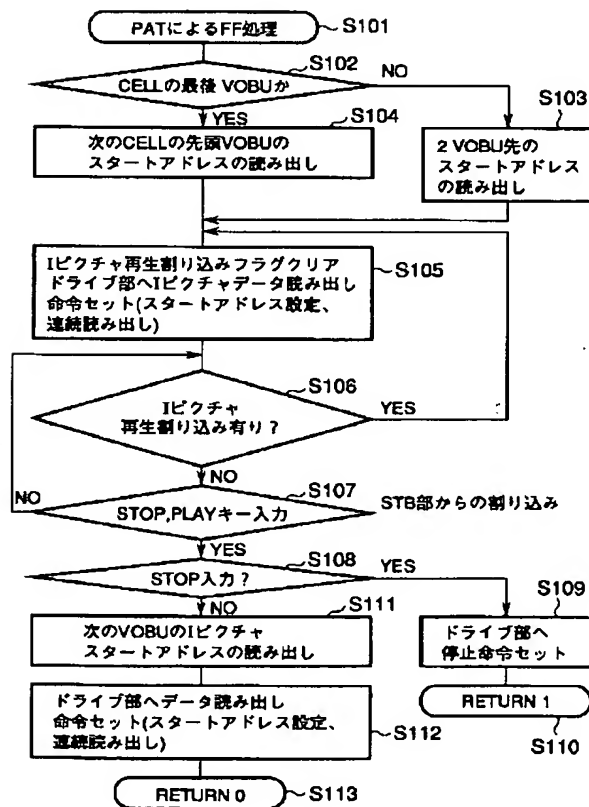 PATによるFF処理
S101
S102
CELLの最後 VOBUか
NO
YES
S104
S103
次のCELLの先頭VOBUの
スタートアドレスの読み出し
2 VOBU先の
スタートアドレス
の読み出し
Iピクチャ再生割り込みフラグクリア
ドライブ部へIピクチャデータ読み出し
命令セット(スタートアドレス設定、
連続読み出し)
S105
S106
Iピクチャ
再生割り込み有り?
YES
NO
S107
NO
STOP,PLAYキー入力
STB部からの割り込み
YES
S108
STOP入力?
YES
NO
S111
S109
次のVOBUのIピクチャ
スタートアドレスの読み出し
ドライブ部へ
停止命令セット
ドライブ部へデータ読み出し
命令セット(スタートアドレス設定、
連続読み出し)
S112
RETURN 1
S110
RETURN 0
S113